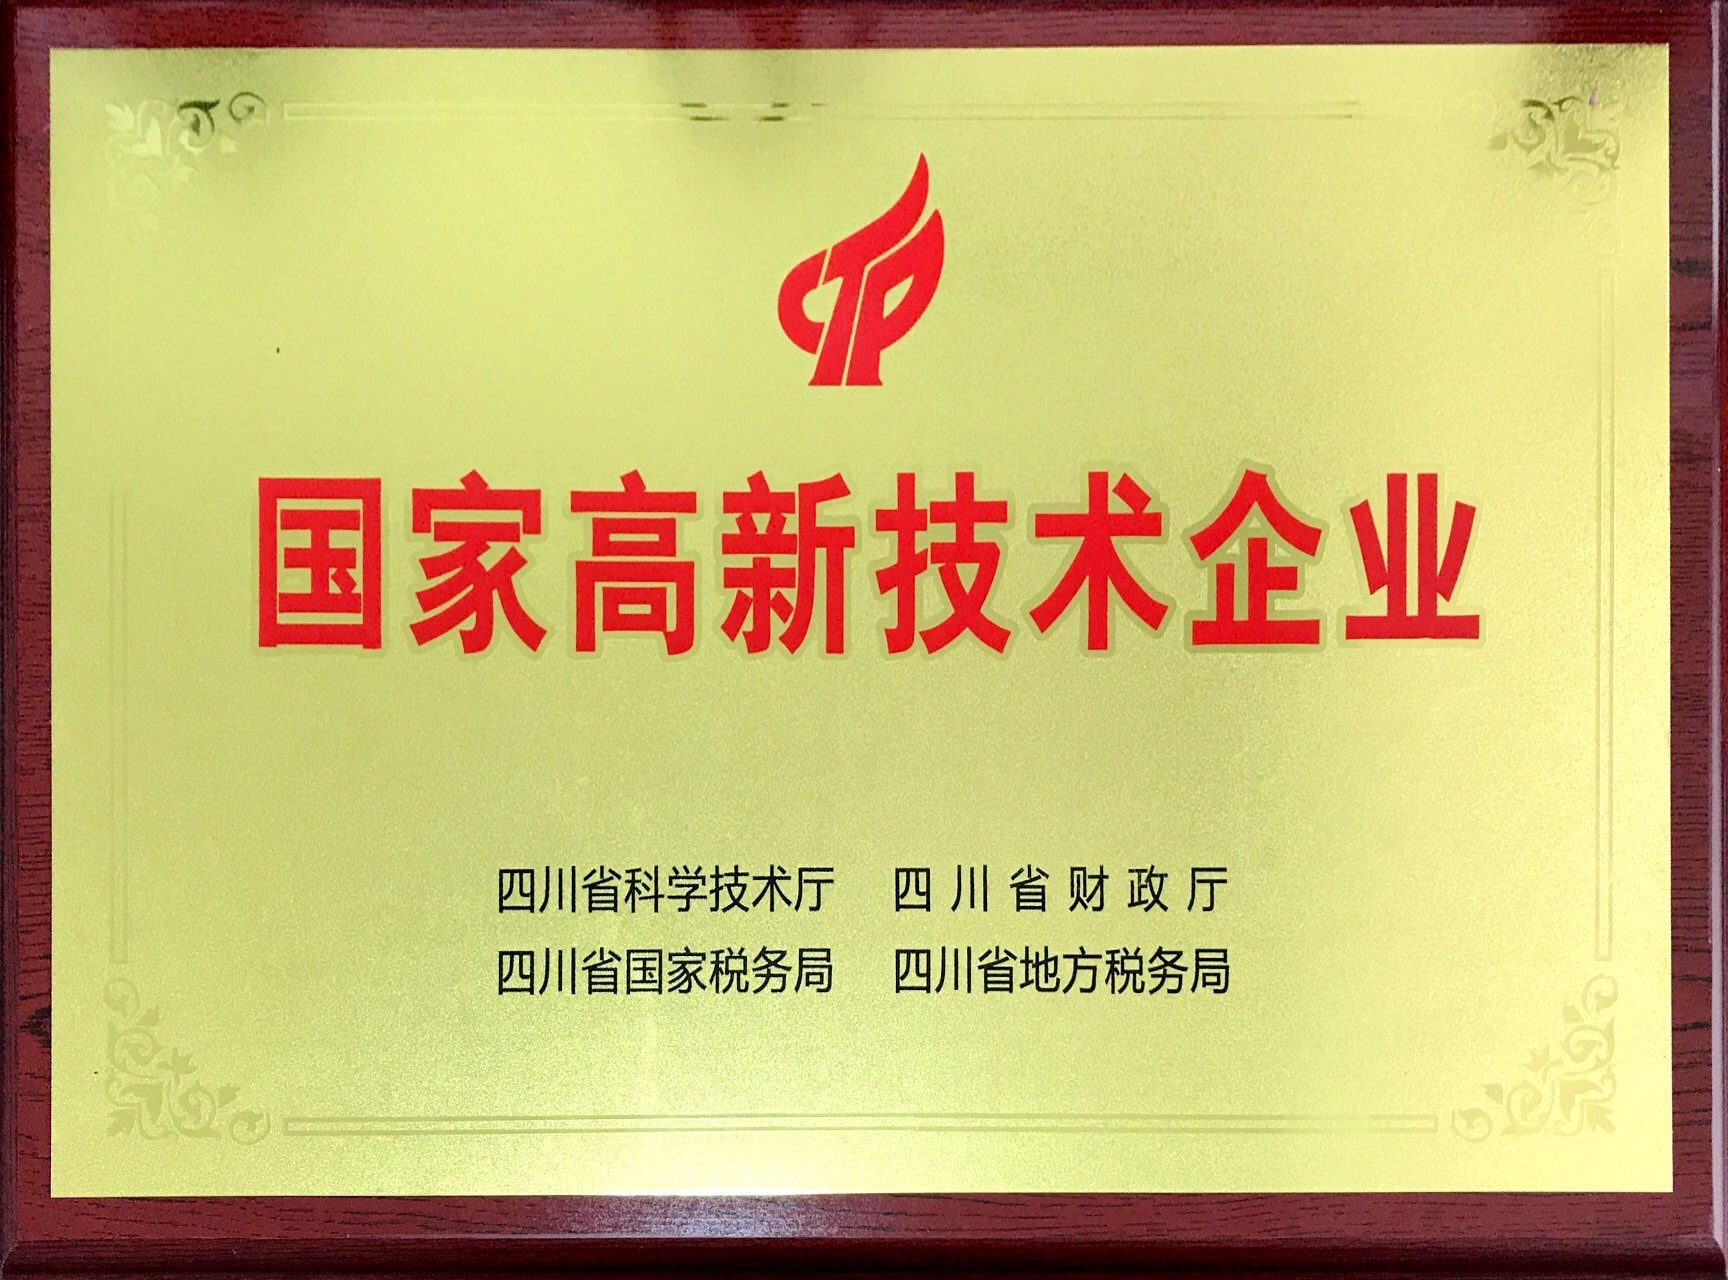 CTP
国家高新技术企业
四川省科学技术厅 四川省财政厅
四川省国家税务局 四川省地方税务局